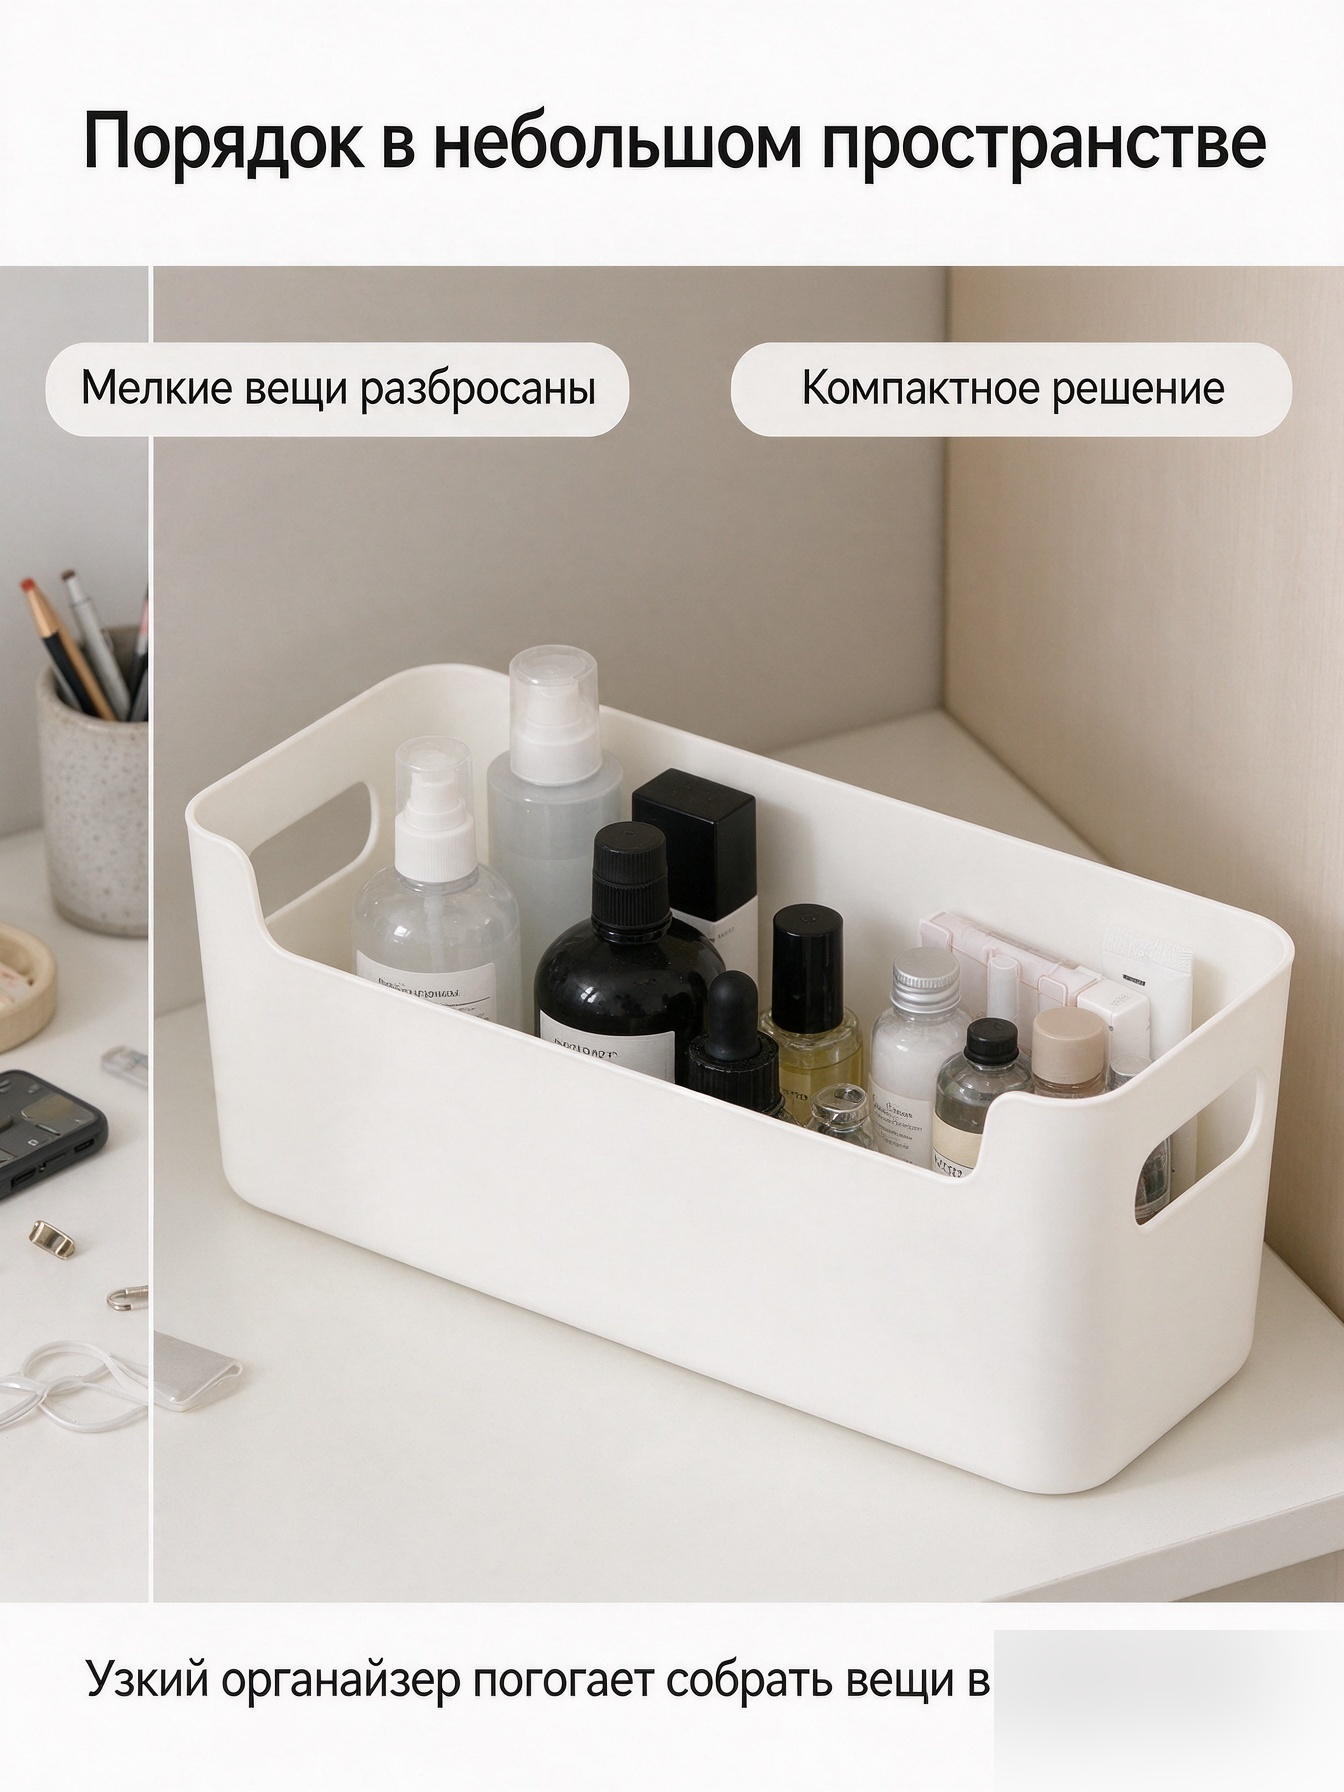 Порядок в небольшом пространстве
Мелкие вещи разбросаны
Компактное решение
Узкий органайзер погогает собрать вещи в